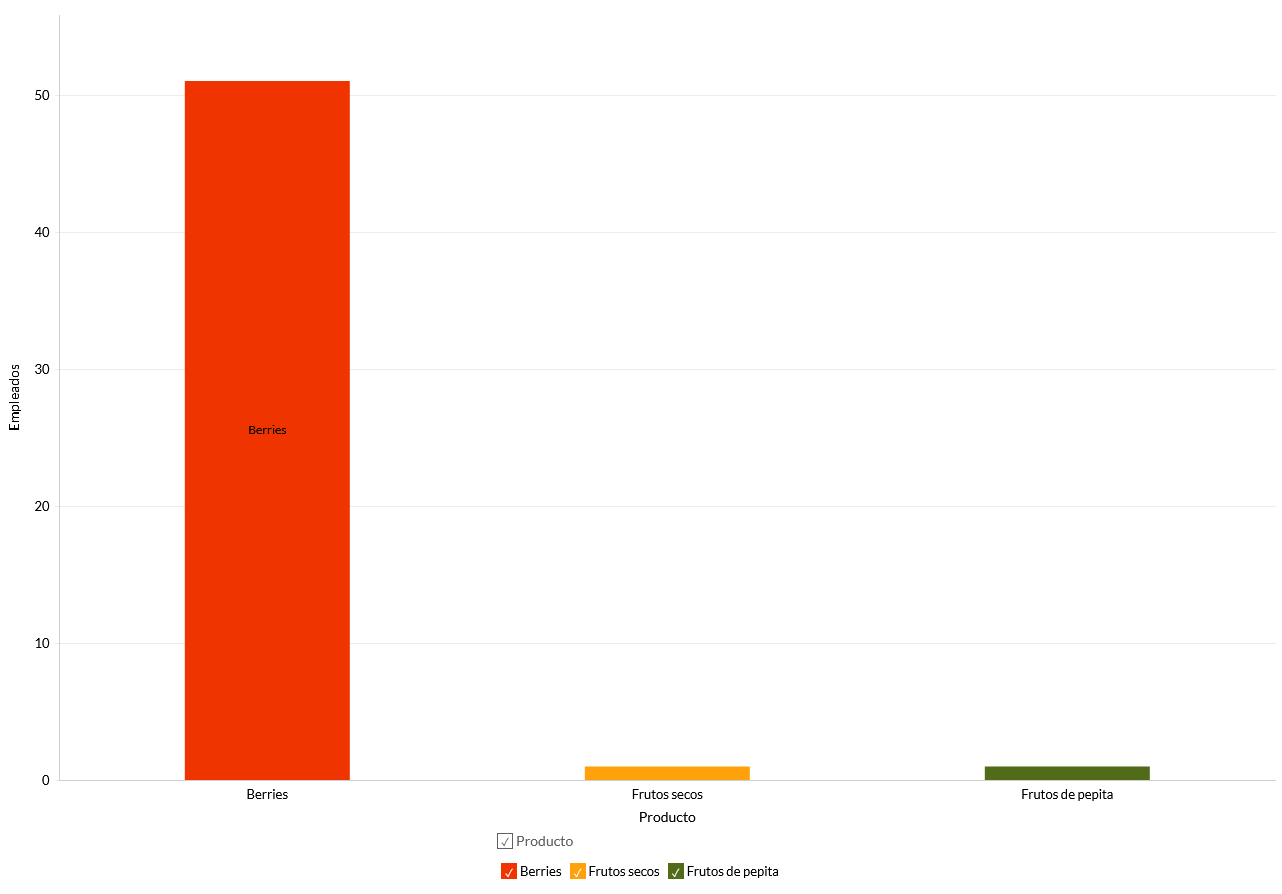 50
40
30
20
10
0
Empleados
Berries
Berries Frutos secos Frutos de pepita
Producto
Producto
Berries Frutos secos Frutos de pepita